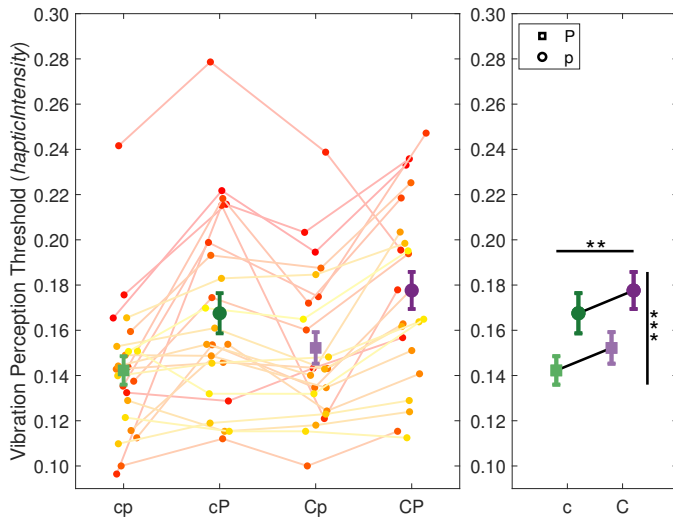 Vibration Perception Threshold (hapticIntensity)
0.30
0.28
0.26
0.24
0.22
0.20
0.18
0.16
0.14
0.12
0.10
cp
cP
Cp
CP
0.30
0.28
0.26
0.24
0.22
0.20
0.18
0.16
0.14
0.12
0.10
P
p
**
***
c
C